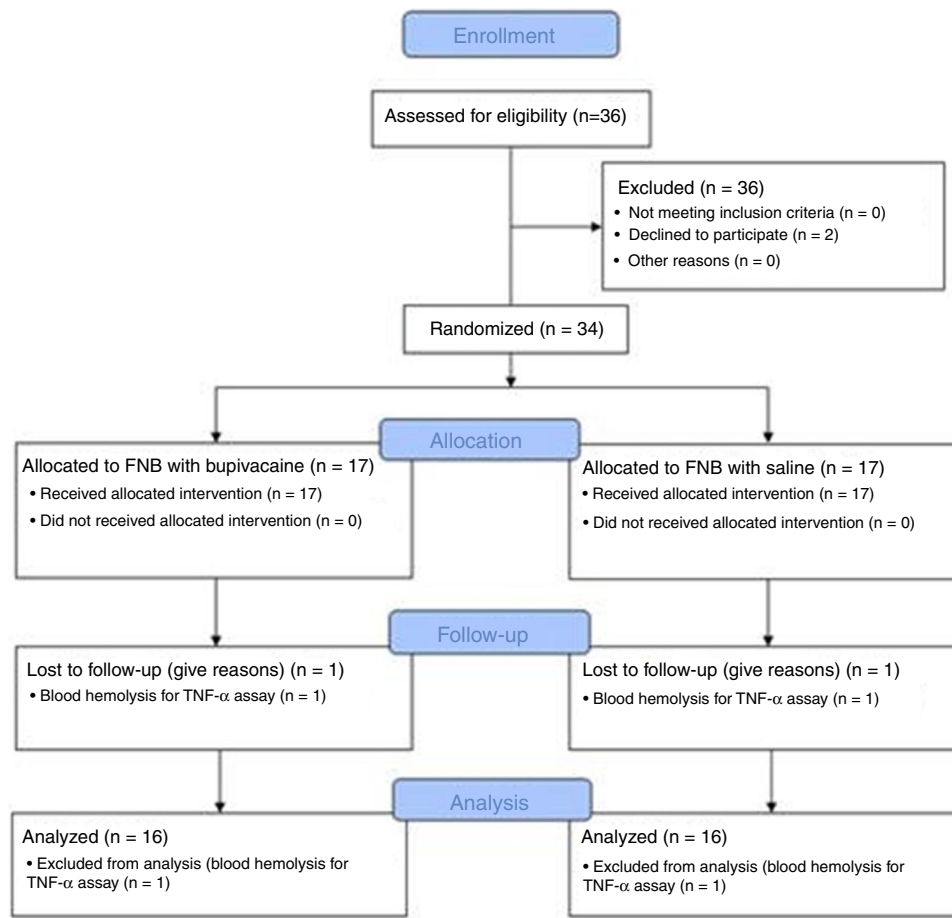 Enrollment
Assessed for eligibility (n=36)
Excluded (n = 36)
• Not meeting inclusion criteria (n = 0)
• Declined to participate (n = 2)
• Other reasons (n = 0)
Randomized (n = 34)
Allocation
Allocated to FNB with bupivacaine (n = 17)
• Received allocated intervention (n = 17)
• Did not received allocated intervention (n = 0)
Allocated to FNB with saline (n = 17)
• Received allocated intervention (n = 17)
• Did not received allocated intervention (n = 0)
Follow-up
Lost to follow-up (give reasons) (n = 1)
• Blood hemolysis for TNF-α assay (n = 1)
Lost to follow-up (give reasons) (n = 1)
• Blood hemolysis for TNF-α assay (n = 1)
Analysis
Analyzed (n = 16)
• Excluded from analysis (blood hemolysis for
TNF-α assay (n = 1)
Analyzed (n = 16)
• Excluded from analysis (blood hemolysis for
TNF-α assay (n = 1)